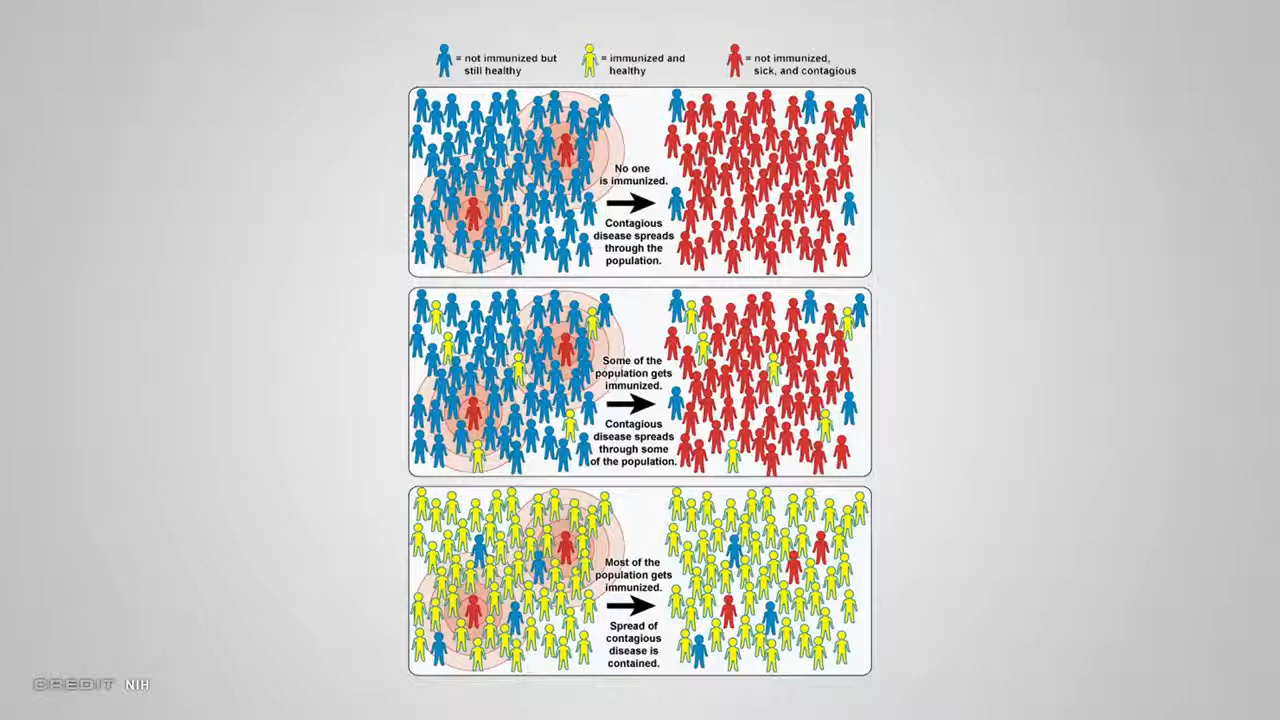 = not immunized but
still healthy
= immunized and
healthy
= not immunized,
sick, and contagious
No one
is immunized.
Contagious
disease spreads
through the
population.
Some of the
population gets
immunized.
Contagious
disease spreads
through some
of the population.
Most of the
population gets
immunized.
Spread of
contagious
disease is
contained.
CREDIT NIH